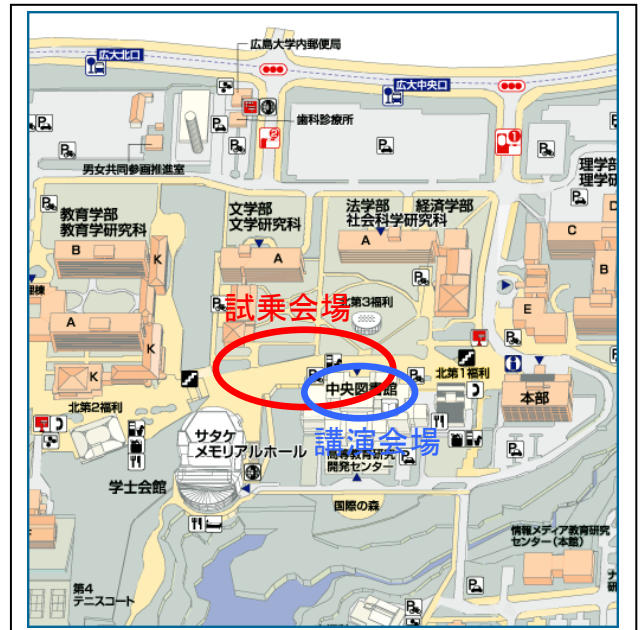 広島大学内郵便局
広大北口
広大中央口
歯科診療所
2
1
P
P
P
P
男女共同参画推進室
理学部
教育学部
教育学研究科
文学部
文学研究科
法学部 経済学部
社会科学研究科
B
K
A
A
C
B
E
試乗会場
北第3福利
A
K
K
中央図書館
北第1福利
本部
北第2福利
サタケ
メモリアルホール
講演会場
高等教育研究
開発センター
学士会館
国際の森
情報メディア教育研究
センター(本館)
第4
テニスコート